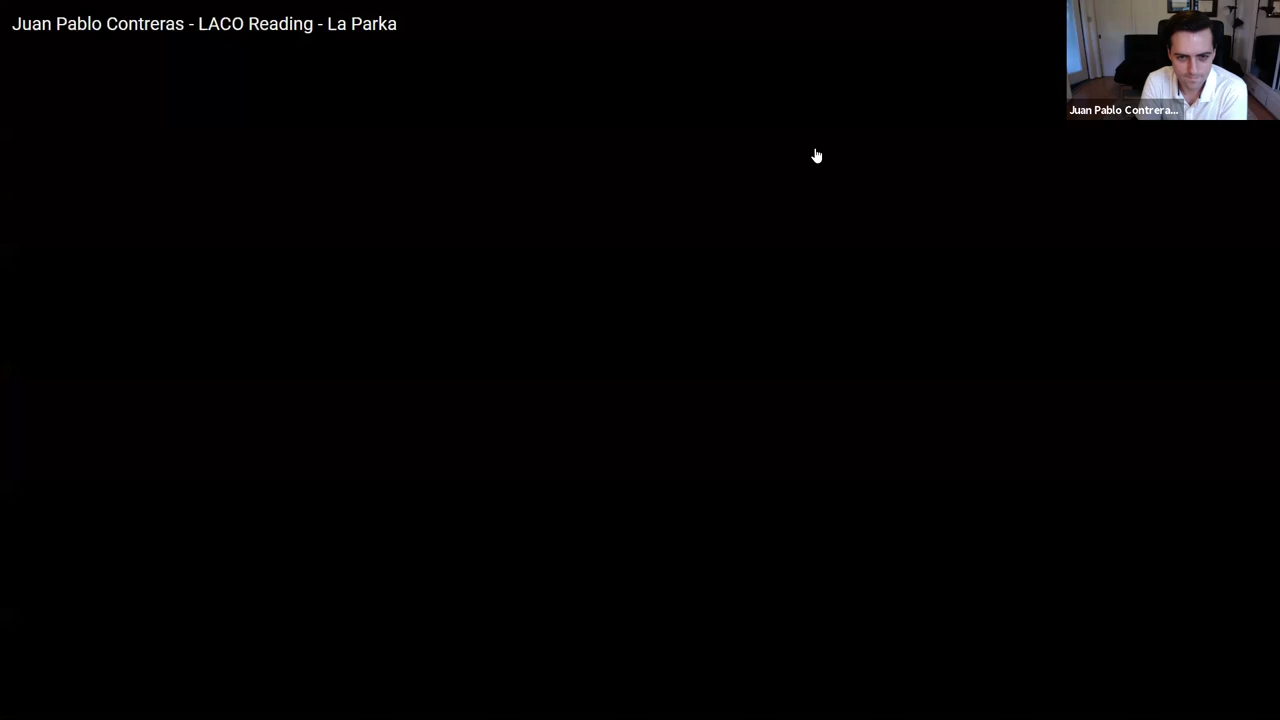 Juan Pablo Contreras - LACO Reading - La Parka
Juan Pablo Contrera...